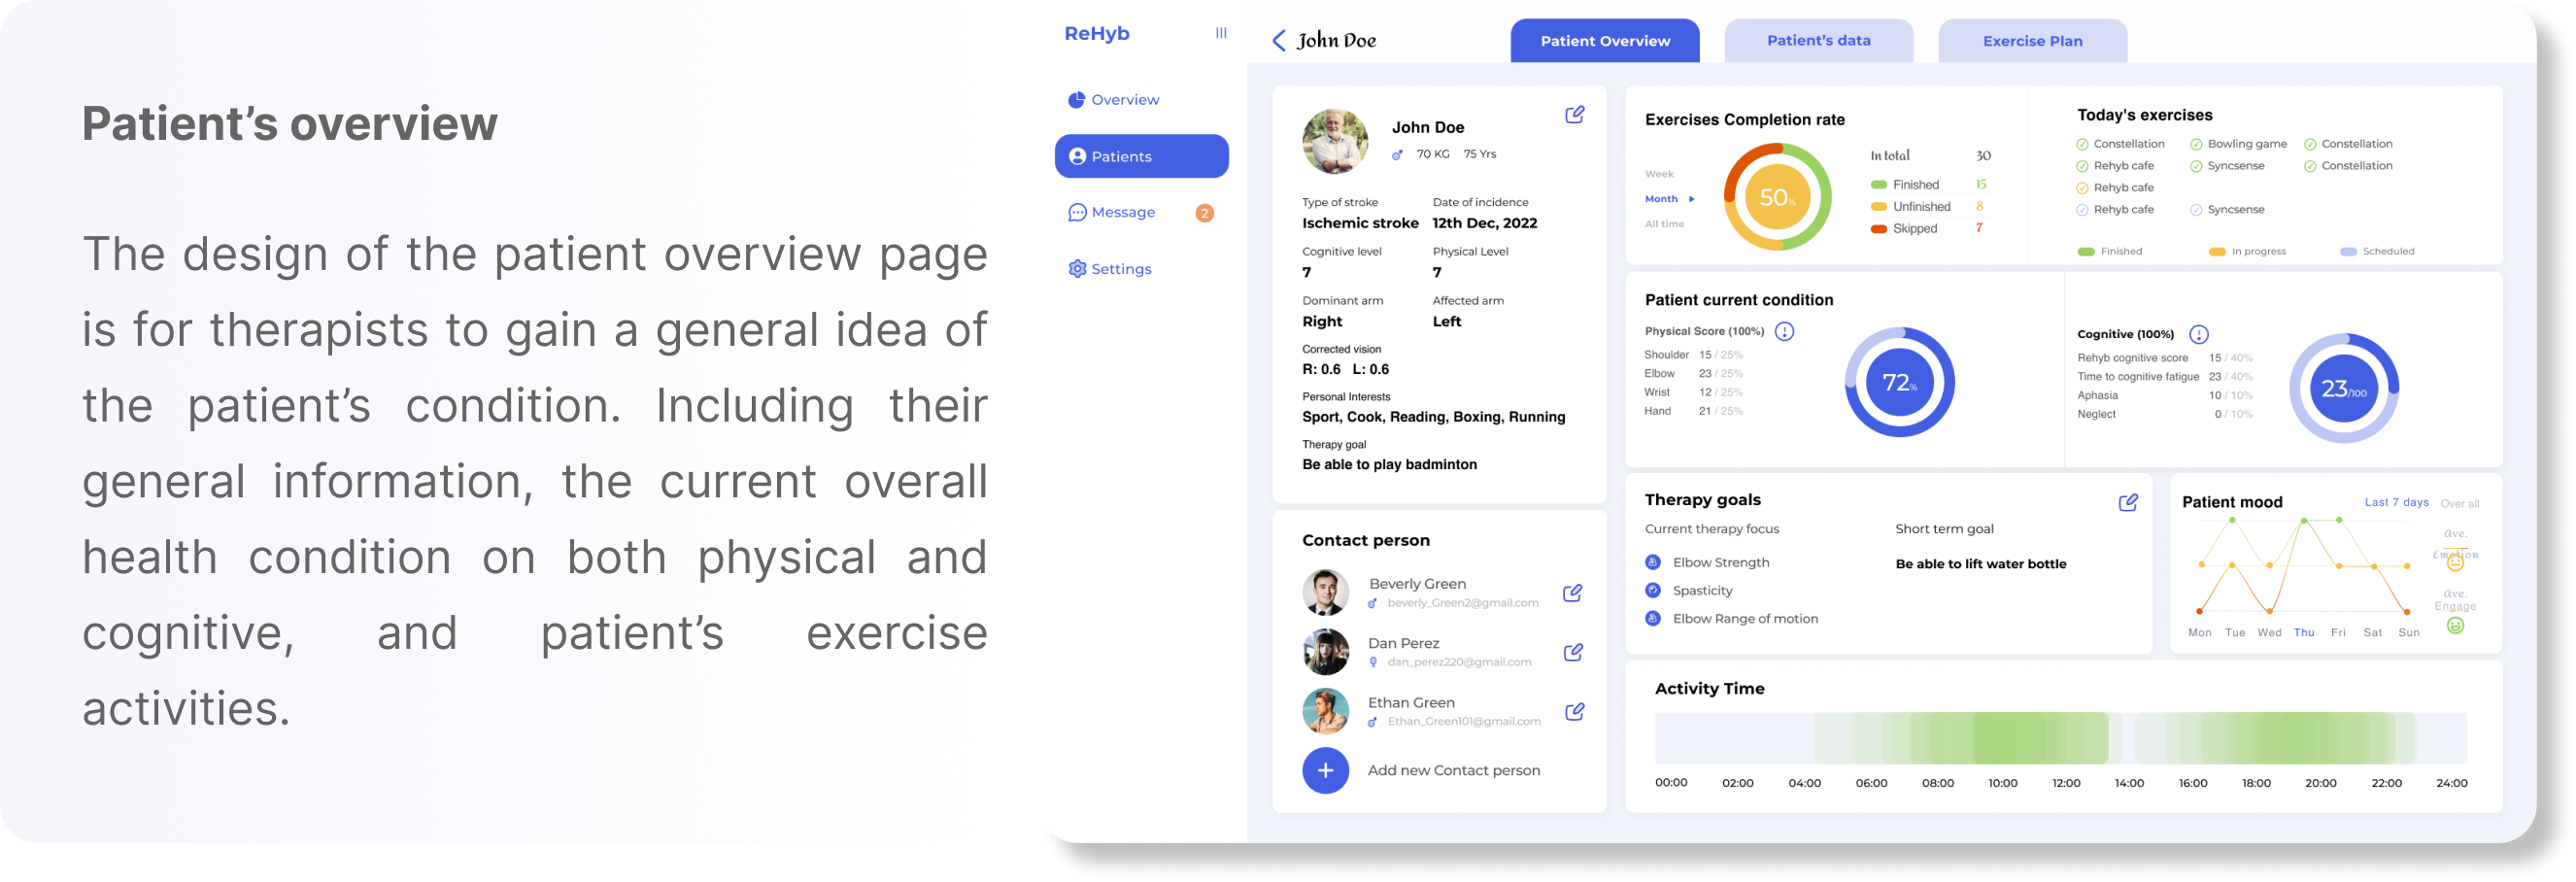 Patient’s overview
The design of the patient overview page
is for therapists to gain a general idea of
the patient’s condition. Including their
general information, the current overall
health condition on both physical and
cognitive, and patient’s exercise
activities.
ReHyb
Overview
Patients
Message 2
Settings
John Doe
Patient Overview
Patient’s data
Exercise Plan
John Doe
70 KG 75 Yrs
Type of stroke Date of incidence
Ischemic stroke 12th Dec, 2022
Cognitive level Physical Level
7 7
Dominant arm Affected arm
Right Left
Corrected vision
R: 0.6 L: 0.6
Personal Interests
Sport, Cook, Reading, Boxing, Running
Therapy goal
Be able to play badminton
Contact person
Beverly Green
beverly_Green2@gmail.com
Dan Perez
dan_perez220@gmail.com
Ethan Green
Ethan_Green101@gmail.com
Add new Contact person
Exercises Completion rate
Week
Month
All time
50%
In total 30
Finished 15
Unfinished 8
Skipped 7
Today's exercises
Constellation Bowling game Constellation
Rehyb cafe Syncsense Constellation
Rehyb cafe
Rehyb cafe Syncsense
Finished In progress Scheduled
Patient current condition
Physical Score (100%)
Shoulder 15 / 25%
Elbow 23 / 25%
Wrist 12 / 25%
Hand 21 / 25%
72%
Cognitive (100%)
Rehyb cognitive score 15 / 40%
Time to cognitive fatigue 23 / 40%
Aphasia 10 / 10%
Neglect 0 / 10%
23/100
Therapy goals
Current therapy focus
Elbow Strength
Spasticity
Elbow Range of motion
Short term goal
Be able to lift water bottle
Patient mood
Last 7 days Over all
Ave.
Emotion
Ave.
Engage
Mon Tue Wed Thu Fri Sat Sun
Activity Time
00:00 02:00 04:00 06:00 08:00 10:00 12:00 14:00 16:00 18:00 20:00 22:00 24:00